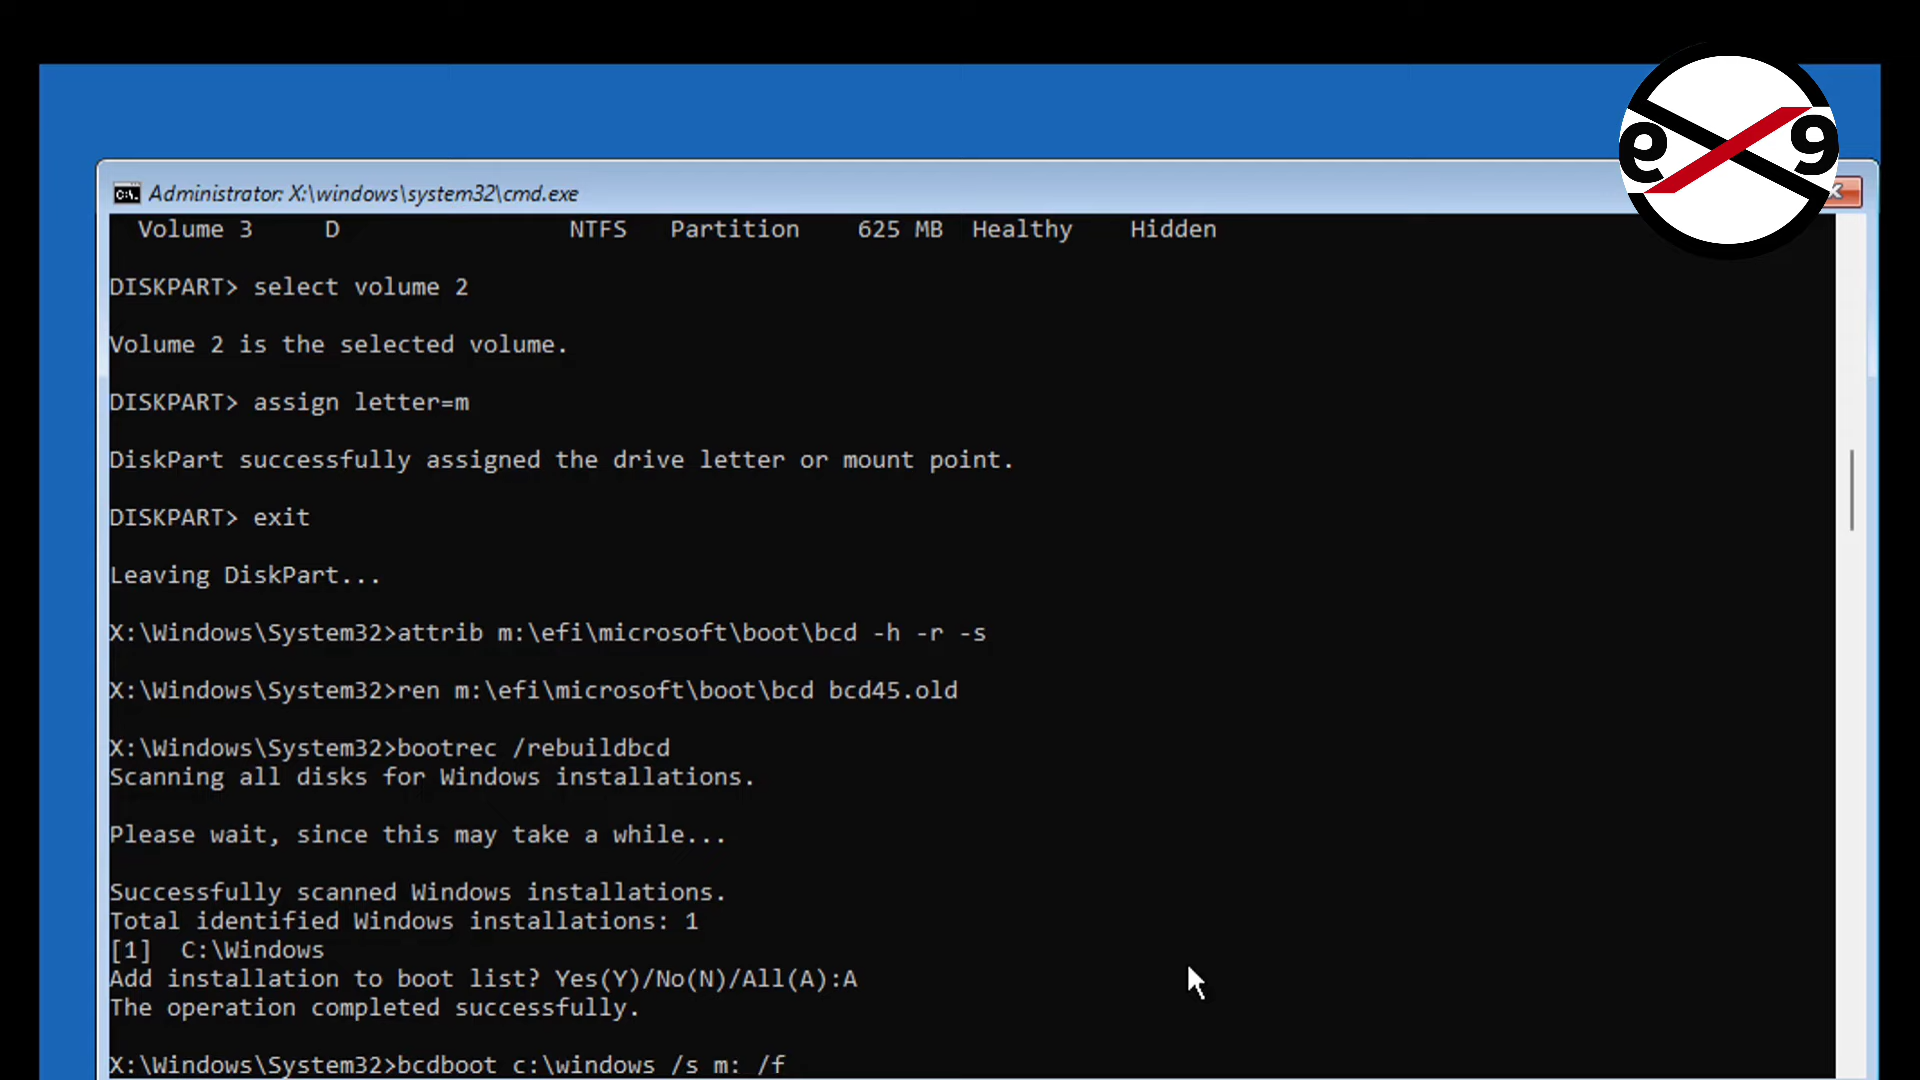 e 9
Administrator: X:\windows\system32\cmd.exe
Volume 3 D NTFS Partition 625 MB Healthy Hidden
DISKPART> select volume 2
Volume 2 is the selected volume.
DISKPART> assign letter=m
DiskPart successfully assigned the drive letter or mount point.
DISKPART> exit
Leaving DiskPart...
X:\Windows\System32>attrib m:\efi\microsoft\boot\bcd -h -r -s
X:\Windows\System32>ren m:\efi\microsoft\boot\bcd bcd45.old
X:\Windows\System32>bootrec /rebuildbcd
Scanning all disks for Windows installations.
Please wait, since this may take a while...
Successfully scanned Windows installations.
Total identified Windows installations: 1
[1] C:\Windows
Add installation to boot list? Yes(Y)/No(N)/All(A):A
The operation completed successfully.
X:\Windows\System32>bcdboot c:\windows /s m: /f